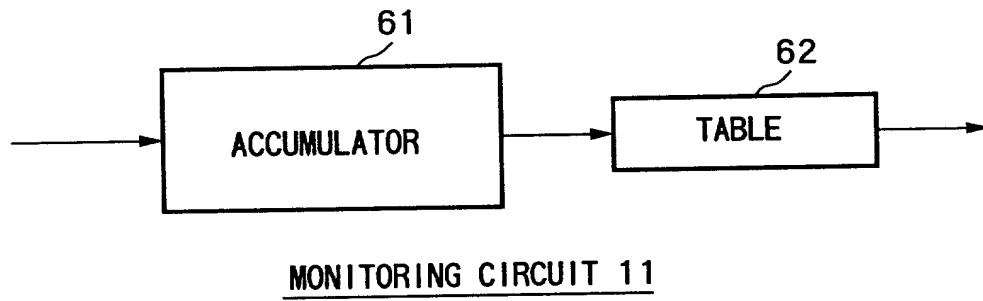 61
62
ACCUMULATOR
TABLE
MONITORING CIRCUIT 11